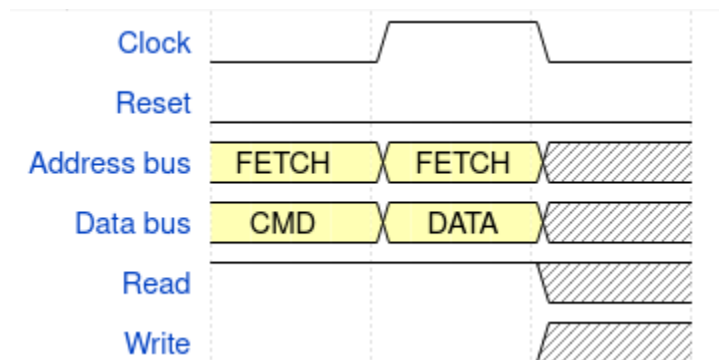 Clock
Reset
Address bus FETCH FETCH
Data bus CMD DATA
Read
Write